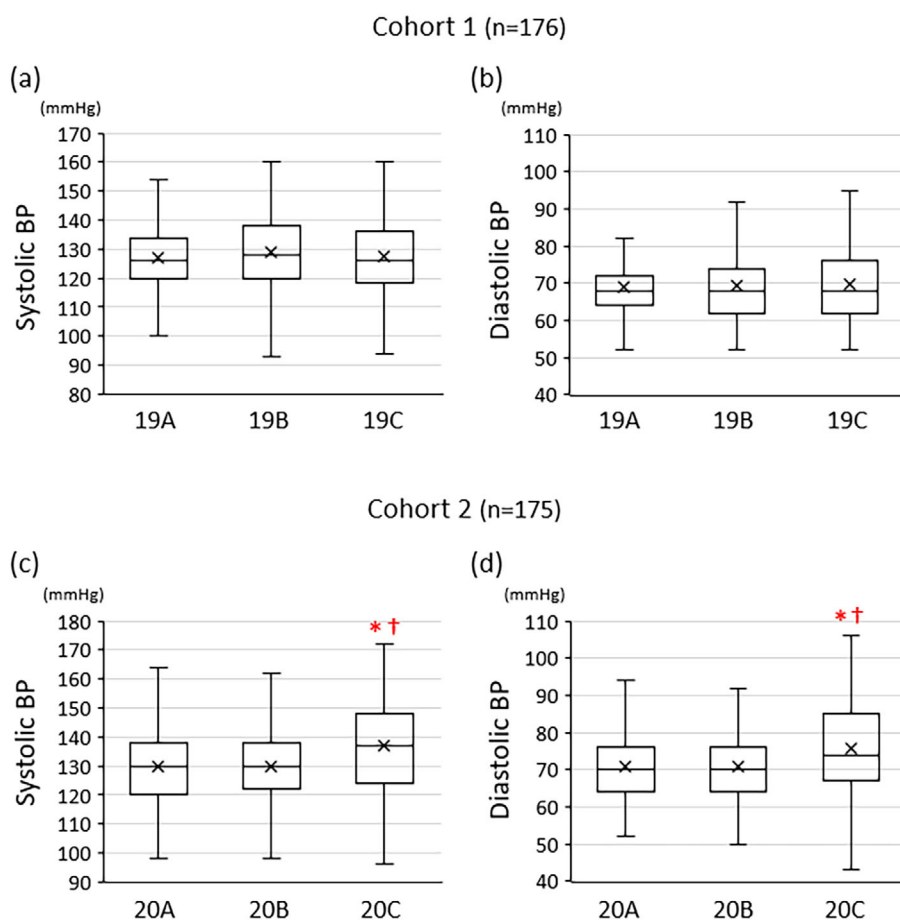 Cohort 1 (n=176)
(a)
(mmHg)
Systolic BP
170
160
150
140
130
120
110
100
90
80
19A 19B 19C
(b)
(mmHg)
Diastolic BP
110
100
90
80
70
60
50
40
19A 19B 19C
Cohort 2 (n=175)
(c)
(mmHg)
Systolic BP
180
170
160
150
140
130
120
110
100
90
* †
20A 20B 20C
(d)
(mmHg)
Diastolic BP
110
100
90
80
70
60
50
40
* †
20A 20B 20C